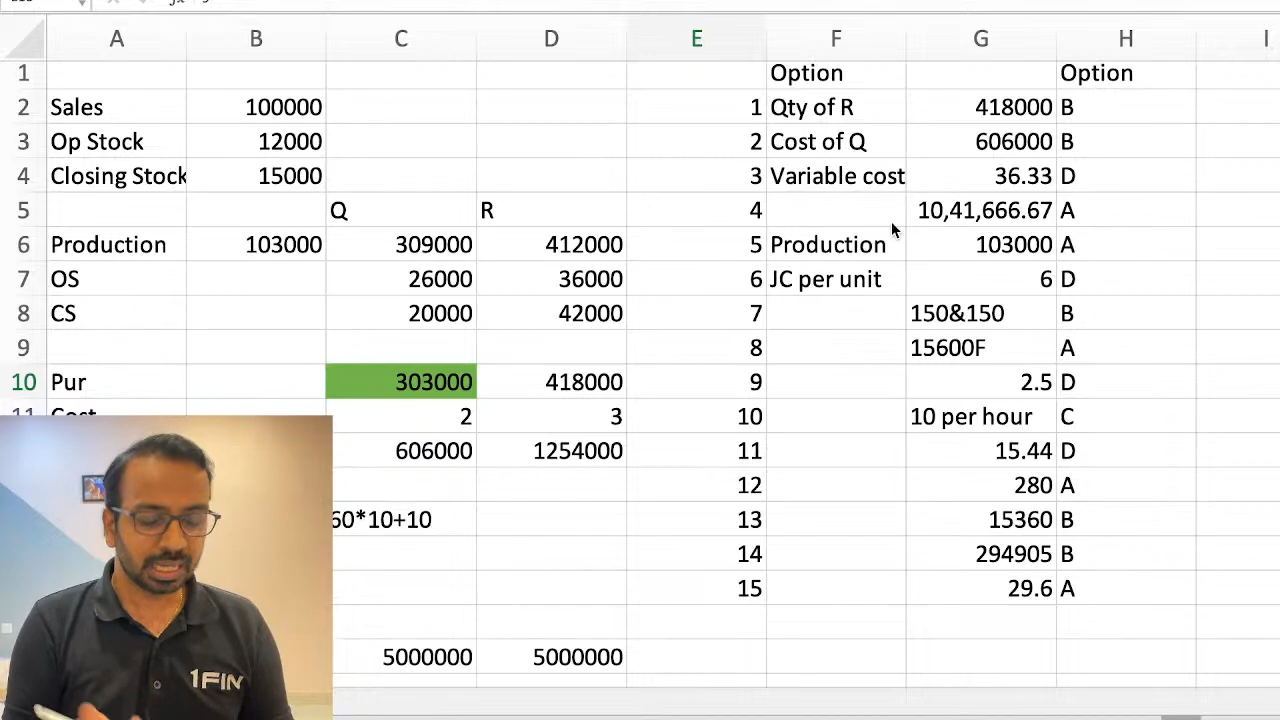 A B C D E F G H I
1 Option Option
2 Sales 100000 1 Qty of R 418000 B
3 Op Stock 12000 2 Cost of Q 606000 B
4 Closing Stock 15000 3 Variable cost 36.33 D
5 Q R 4 10,41,666.67 A
6 Production 103000 309000 412000 5 Production 103000 A
7 OS 26000 36000 6 JC per unit 6 D
8 CS 20000 42000 7 150&150 B
9 8 15600F A
10 Pur 303000 418000 9 2.5 D
11 Cost 2 3 10 10 per hour C
606000 1254000 11 15.44 D
12 280 A
60*10+10 13 15360 B
14 294905 B
15 29.6 A
5000000 5000000
1FIN